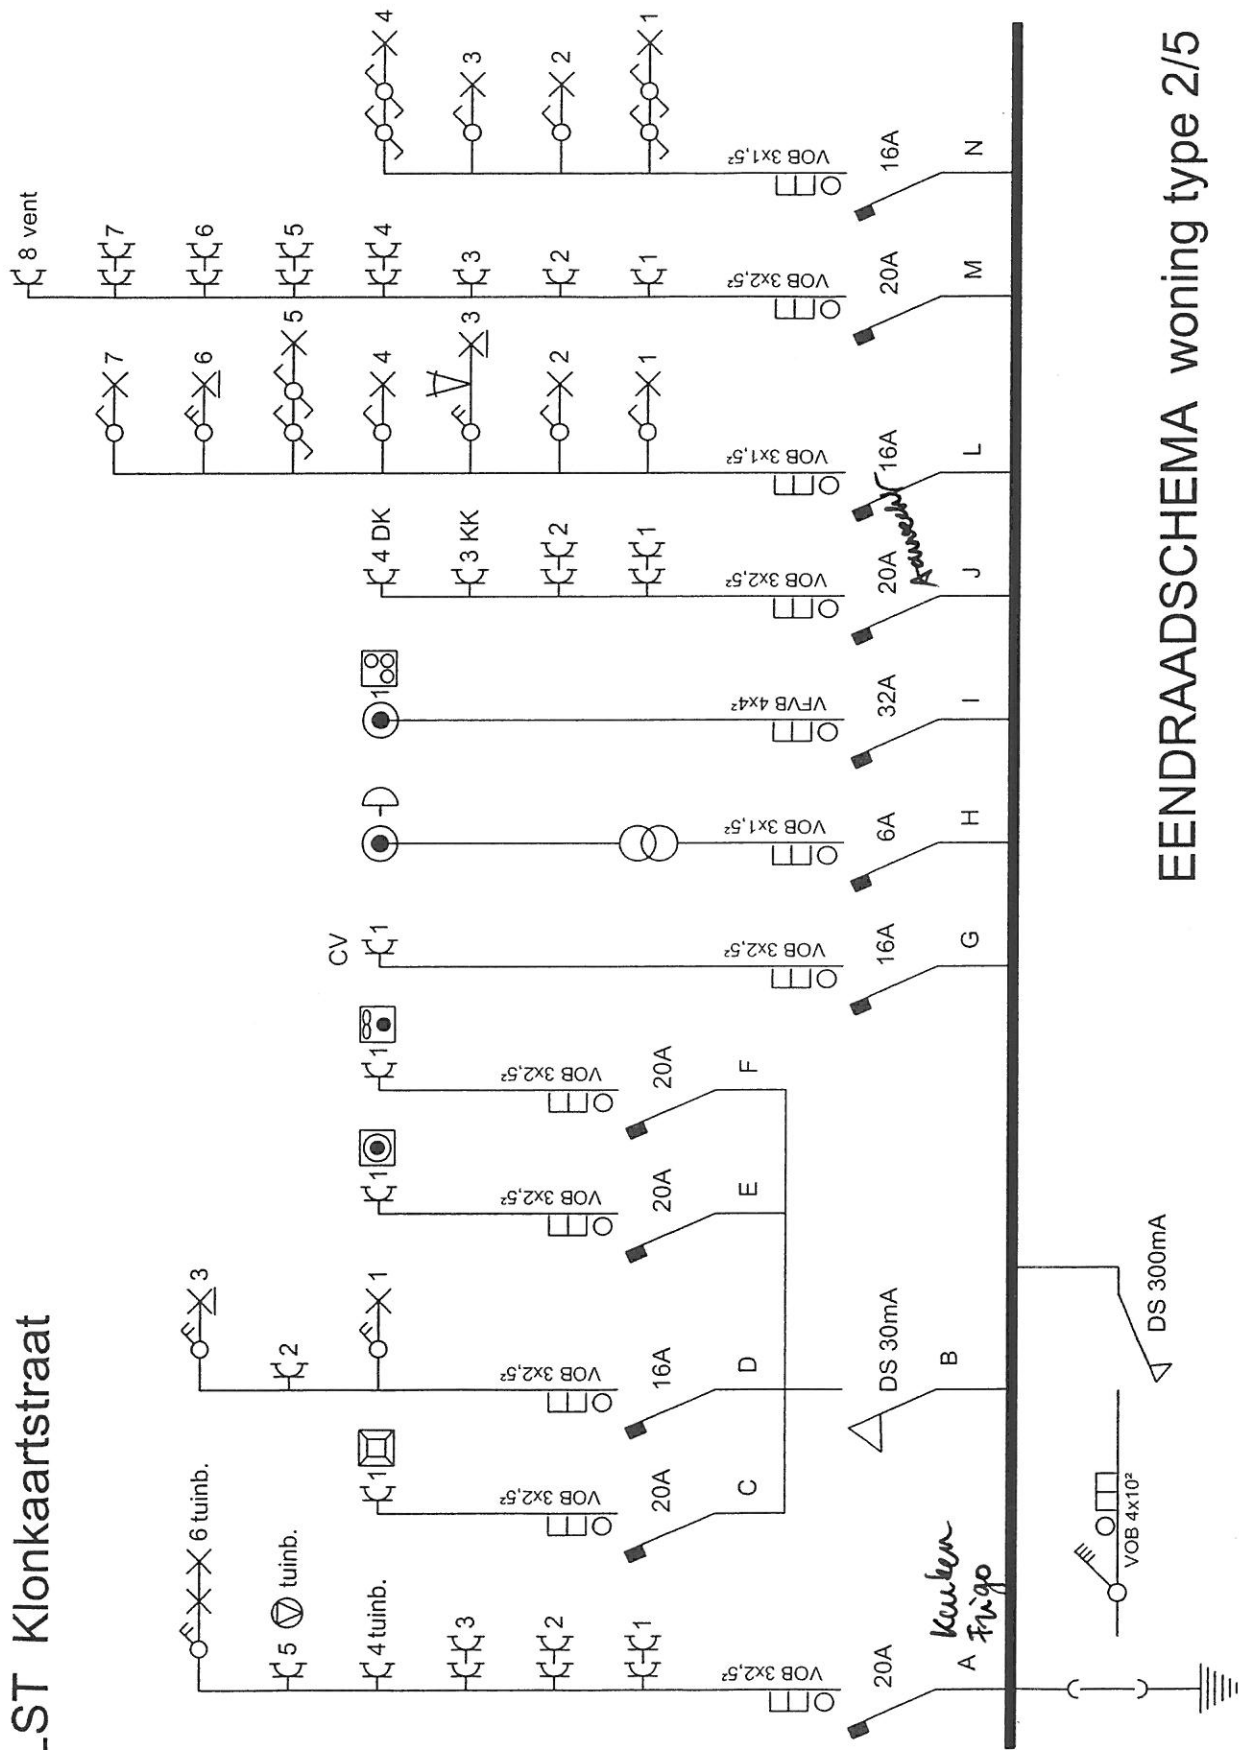 LST Klonkaartstraat
6 tuinb.
5 tuinb.
4 tuinb.
3
2
1
VOB 3x2,5²
20A
A
Keuken
Frigo
1
VOB 3x2,5²
20A
C
3
2
1
VOB 3x2,5²
16A
D
DS 30mA
B
1
VOB 3x2,5²
20A
E
1
VOB 3x2,5²
20A
F
CV
1
VOB 3x2,5²
16A
G
VOB 3x1,5²
6A
H
1
VFVB 4x4²
32A
I
4 DK
3 KK
2
1
VOB 3x2,5²
20A
J
7
6
5
4
3
2
1
VOB 3x1,5²
16A
L
8 vent
7
6
5
4
3
2
1
VOB 3x2,5²
20A
M
4
3
2
1
VOB 3x1,5²
16A
N
VOB 4x10²
DS 300mA
EENDRAADSCHEMA woning type 2/5